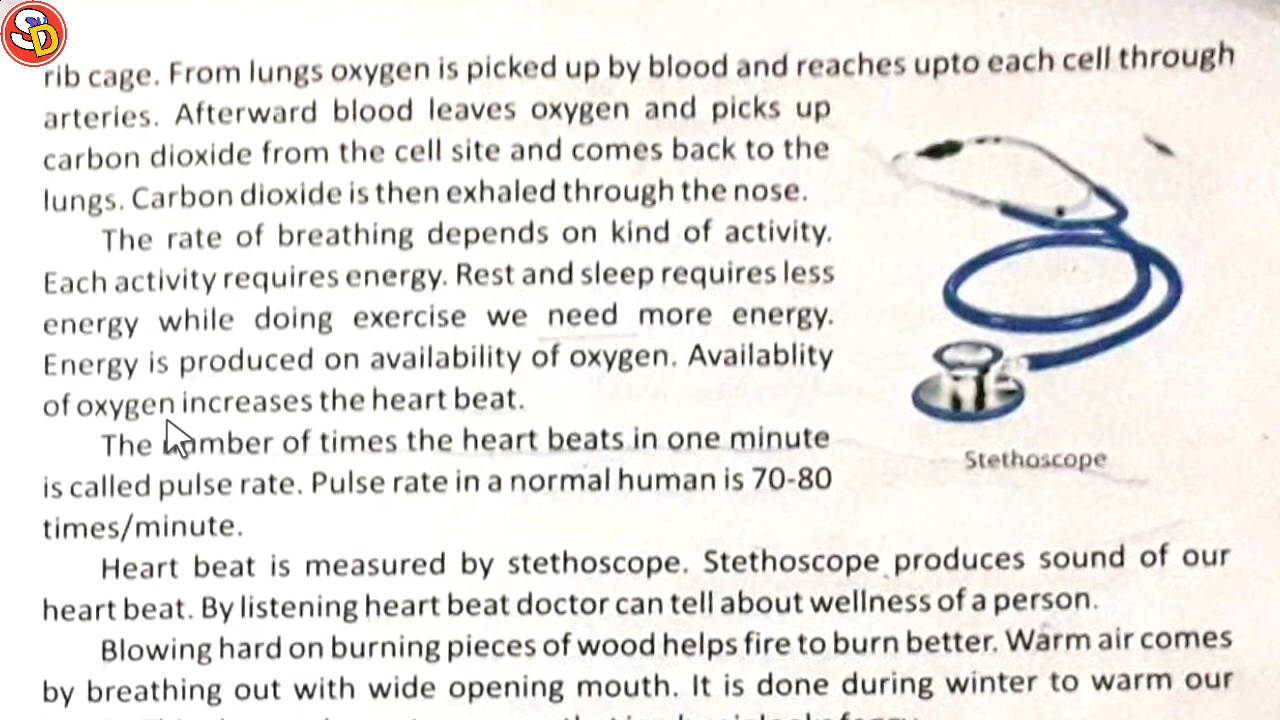 SD
rib cage. From lungs oxygen is picked up by blood and reaches upto each cell through
arteries. Afterward blood leaves oxygen and picks up
carbon dioxide from the cell site and comes back to the
lungs. Carbon dioxide is then exhaled through the nose.
The rate of breathing depends on kind of activity.
Each activity requires energy. Rest and sleep requires less
energy while doing exercise we need more energy.
Energy is produced on availability of oxygen. Availablity
of oxygen increases the heart beat.
The number of times the heart beats in one minute
is called pulse rate. Pulse rate in a normal human is 70-80
times/minute.
Stethoscope
Heart beat is measured by stethoscope. Stethoscope produces sound of our
heart beat. By listening heart beat doctor can tell about wellness of a person.
Blowing hard on burning pieces of wood helps fire to burn better. Warm air comes
by breathing out with wide opening mouth. It is done during winter to warm our